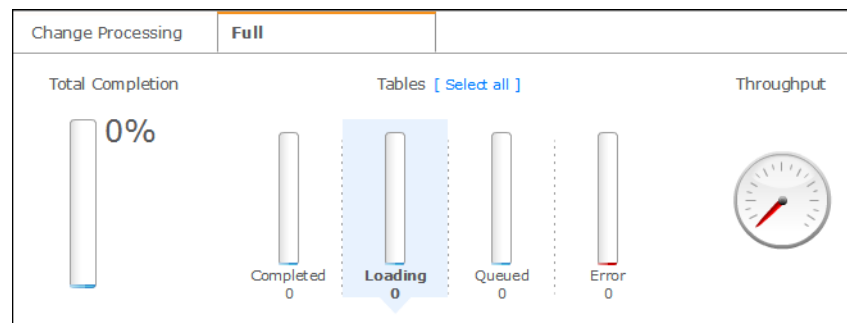 Change Processing
Full
Total Completion
Tables [ Select all ]
Throughput
0%
Completed
0
Loading
0
Queued
0
Error
0